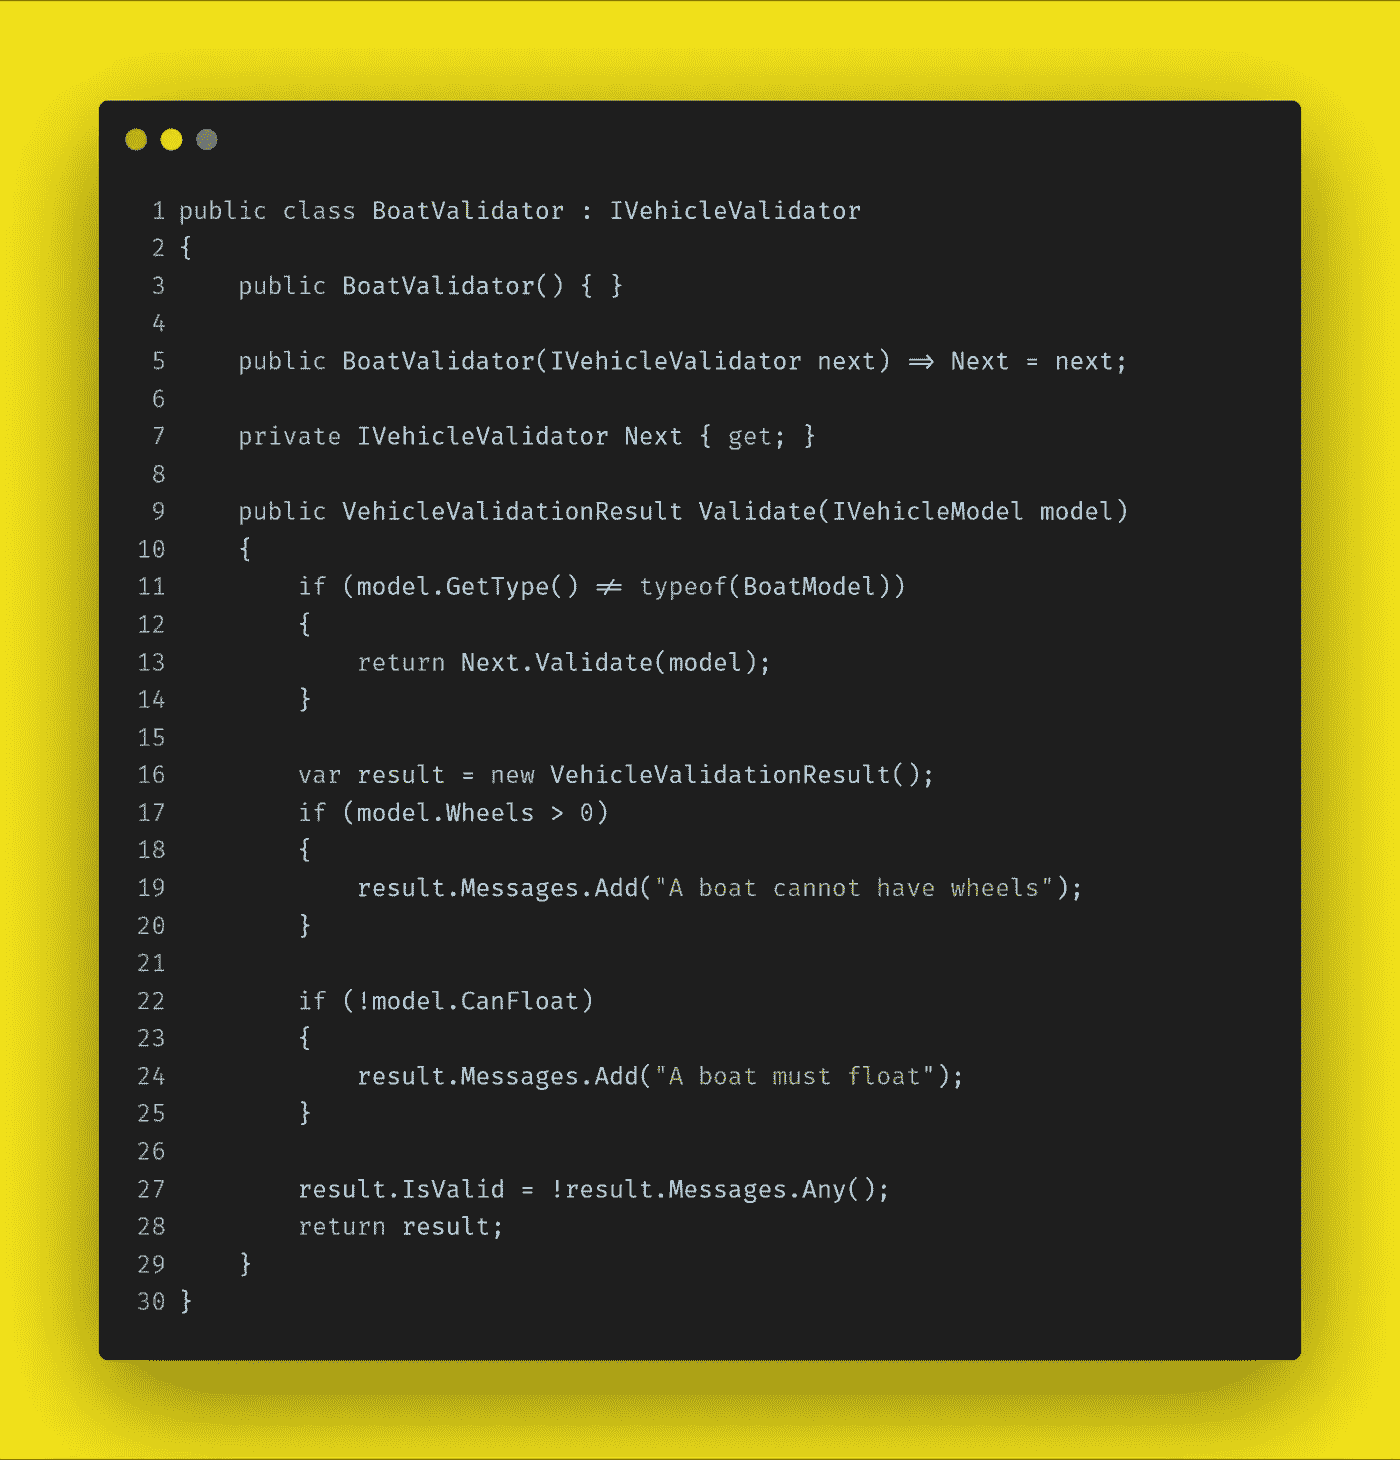 1 public class BoatValidator : IVehicleValidator
2 {
3     public BoatValidator() { }
4
5     public BoatValidator(IVehicleValidator next) => Next = next;
6
7     private IVehicleValidator Next { get; }
8
9     public VehicleValidationResult Validate(IVehicleModel model)
10     {
11         if (model.GetType() != typeof(BoatModel))
12         {
13             return Next.Validate(model);
14         }
15
16         var result = new VehicleValidationResult();
17         if (model.Wheels > 0)
18         {
19             result.Messages.Add("A boat cannot have wheels");
20         }
21
22         if (!model.CanFloat)
23         {
24             result.Messages.Add("A boat must float");
25         }
26
27         result.IsValid = !result.Messages.Any();
28         return result;
29     }
30 }